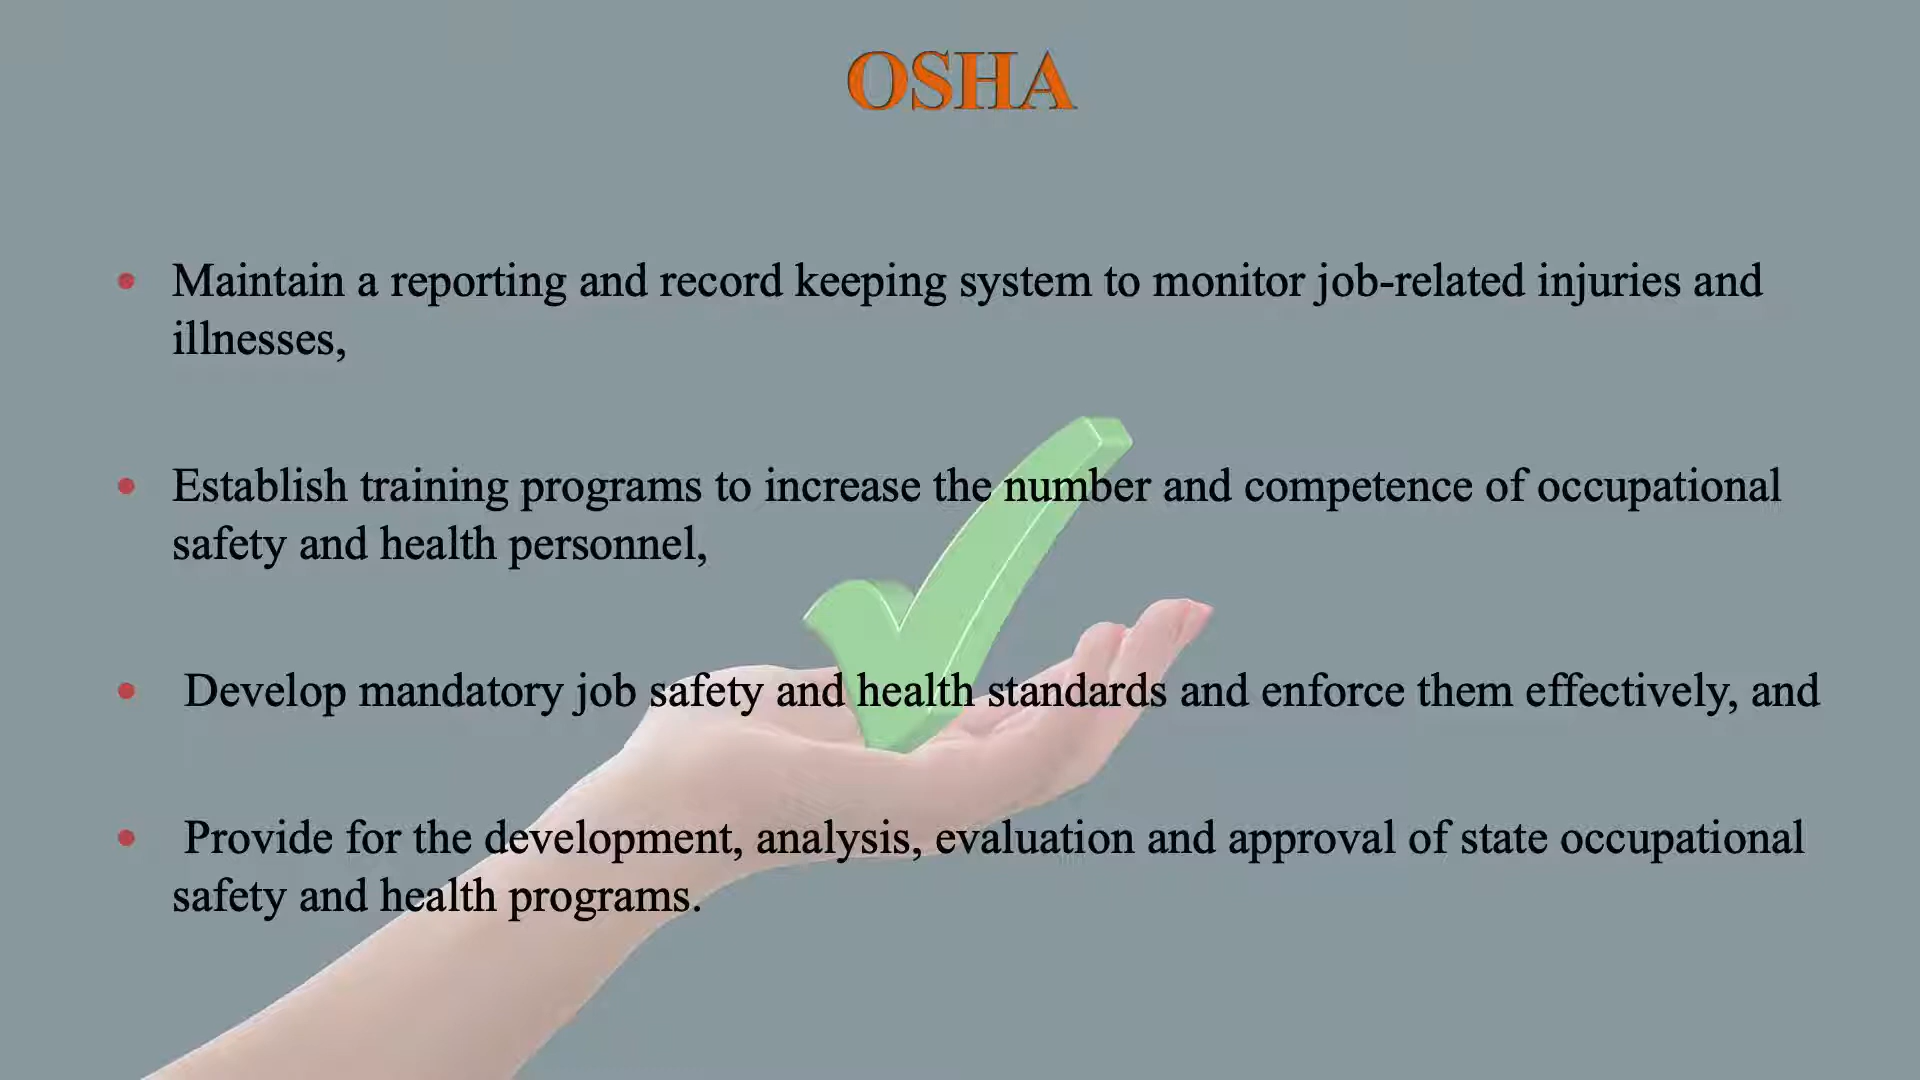 OSHA
• Maintain a reporting and record keeping system to monitor job-related injuries and
illnesses,
• Establish training programs to increase the number and competence of occupational
safety and health personnel,
• Develop mandatory job safety and health standards and enforce them effectively, and
• Provide for the development, analysis, evaluation and approval of state occupational
safety and health programs.